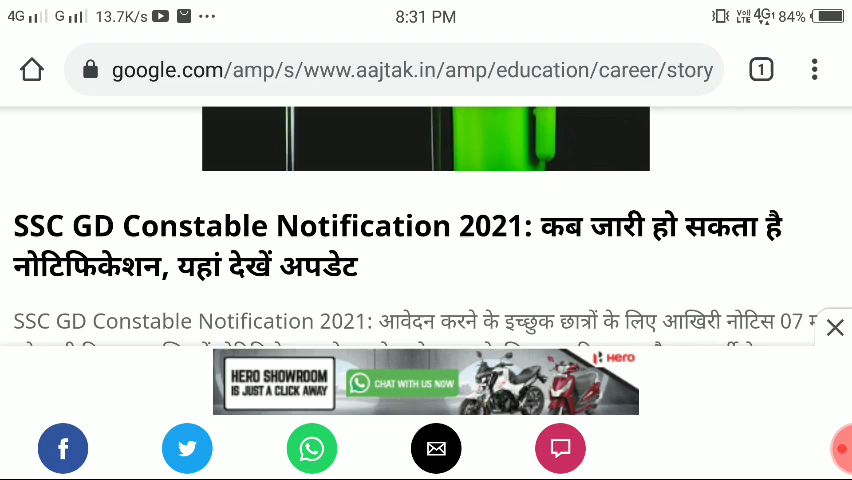 4G G 13.7K/s 8:31 PM VoLTE 4G 84%
google.com/amp/s/www.aajtak.in/amp/education/career/story
1
SSC GD Constable Notification 2021: कब जारी हो सकता है
नोटिफिकेशन, यहां देखें अपडेट
SSC GD Constable Notification 2021: आवेदन करने के इच्छुक छात्रों के लिए आखिरी नोटिस 07
HERO SHOWROOM
IS JUST A CLICK AWAY
CHAT WITH US NOW
Hero